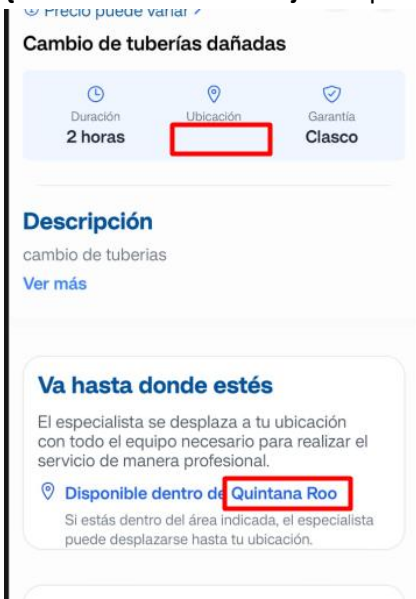 Precio puede variar
Cambio de tuberías dañadas
Duración
2 horas
Ubicación
Garantía
Clasco
Descripción
cambio de tuberias
Ver más
Va hasta donde estés
El especialista se desplaza a tu ubicación
con todo el equipo necesario para realizar el
servicio de manera profesional.
Disponible dentro de Quintana Roo
Si estás dentro del área indicada, el especialista
puede desplazarse hasta tu ubicación.